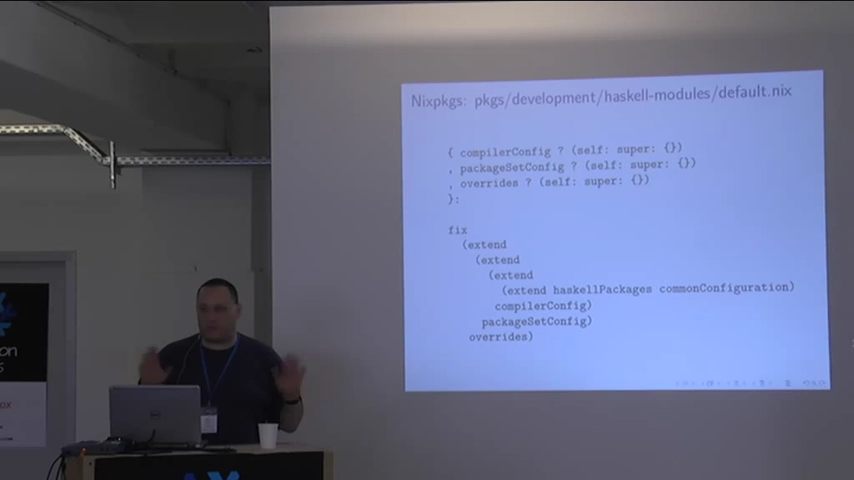 Nixpkgs: pkgs/development/haskell-modules/default.nix
{ compilerConfig ? (self: super: {})
, packageSetConfig ? (self: super: {})
, overrides ? (self: super: {})
}:
fix
(extend
(extend
(extend
(extend haskellPackages commonConfiguration)
compilerConfig)
packageSetConfig)
overrides)